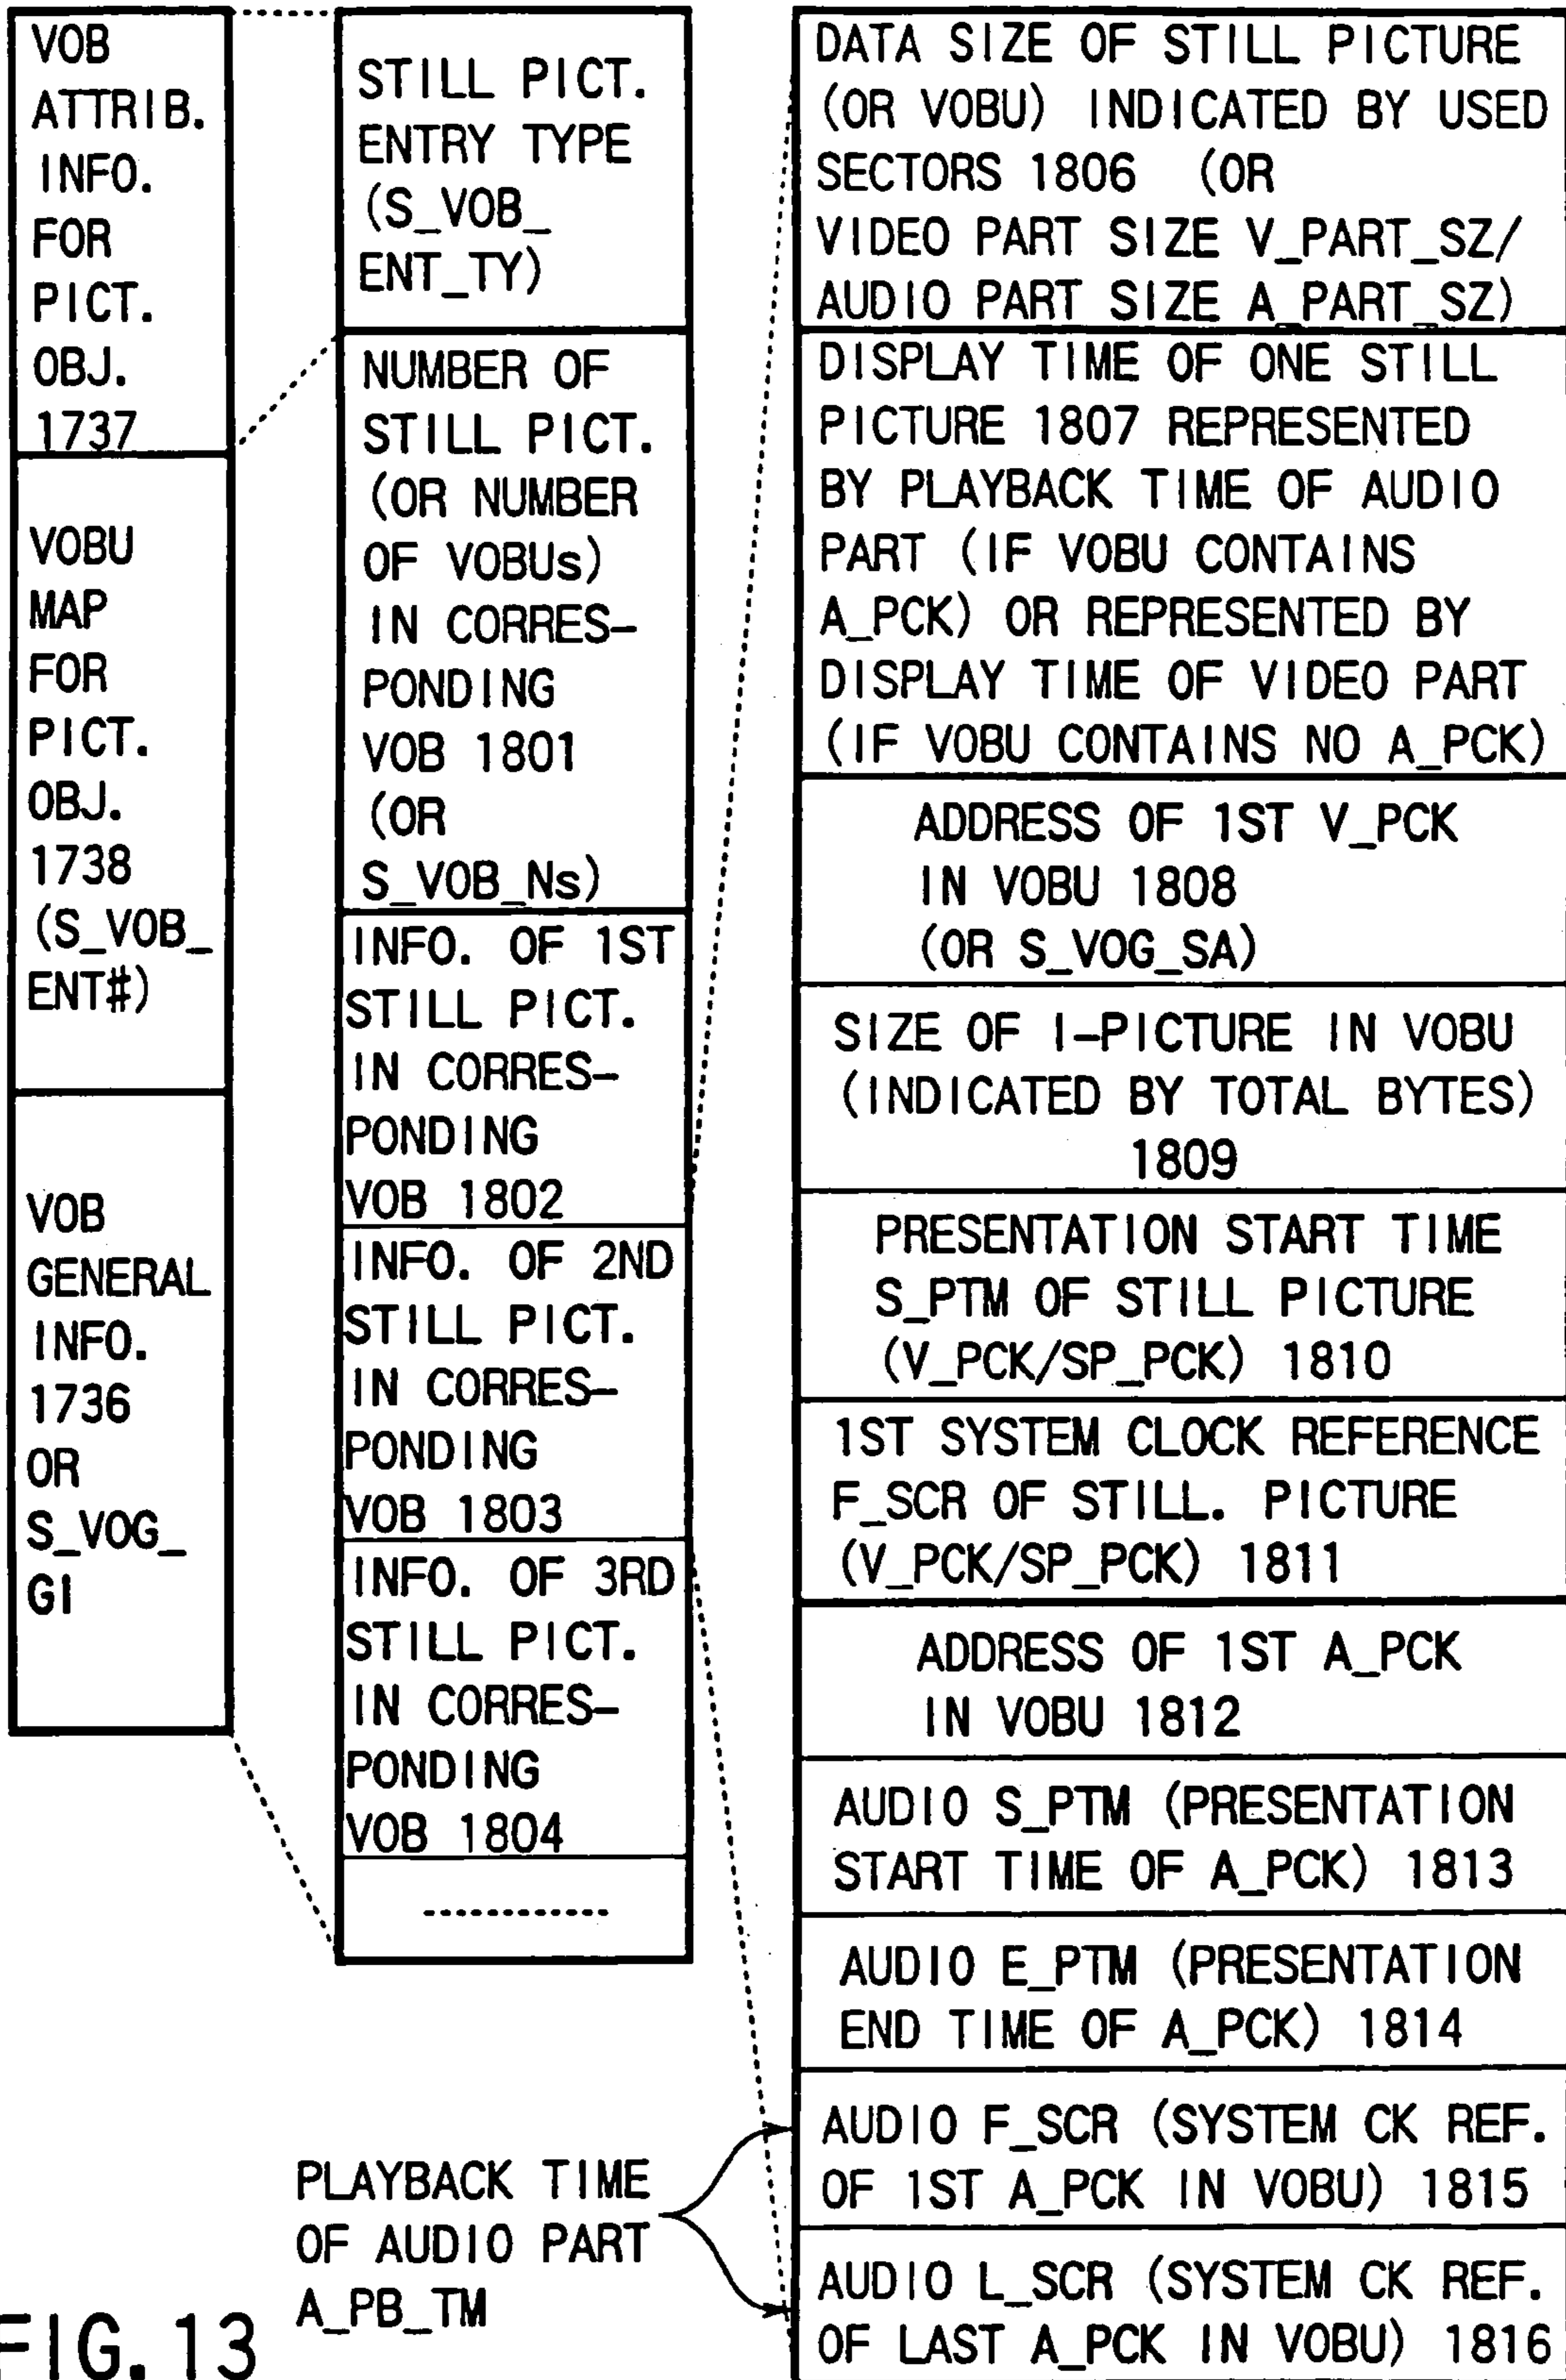 VOB
ATTRIB.
INFO.
FOR
PICT.
OBJ.
1737
VOBU
MAP
FOR
PICT.
OBJ.
1738
(S_VOB_
ENT#)
VOB
GENERAL
INFO.
1736
OR
S_VOG_
GI
STILL PICT.
ENTRY TYPE
(S_VOB_
ENT_TY)
NUMBER OF
STILL PICT.
(OR NUMBER
OF VOBUs)
IN CORRES-
PONDING
VOB 1801
(OR
S_VOB_Ns)
INFO. OF 1ST
STILL PICT.
IN CORRES-
PONDING
VOB 1802
INFO. OF 2ND
STILL PICT.
IN CORRES-
PONDING
VOB 1803
INFO. OF 3RD
STILL PICT.
IN CORRES-
PONDING
VOB 1804
DATA SIZE OF STILL PICTURE
(OR VOBU) INDICATED BY USED
SECTORS 1806 (OR
VIDEO PART SIZE V_PART_SZ/
AUDIO PART SIZE A_PART_SZ)
DISPLAY TIME OF ONE STILL
PICTURE 1807 REPRESENTED
BY PLAYBACK TIME OF AUDIO
PART (IF VOBU CONTAINS
A_PCK) OR REPRESENTED BY
DISPLAY TIME OF VIDEO PART
(IF VOBU CONTAINS NO A_PCK)
ADDRESS OF 1ST V_PCK
IN VOBU 1808
(OR S_VOG_SA)
SIZE OF I-PICTURE IN VOBU
(INDICATED BY TOTAL BYTES)
1809
PRESENTATION START TIME
S_PTM OF STILL PICTURE
(V_PCK/SP_PCK) 1810
1ST SYSTEM CLOCK REFERENCE
F_SCR OF STILL. PICTURE
(V_PCK/SP_PCK) 1811
ADDRESS OF 1ST A_PCK
IN VOBU 1812
AUDIO S_PTM (PRESENTATION
START TIME OF A_PCK) 1813
AUDIO E_PTM (PRESENTATION
END TIME OF A_PCK) 1814
AUDIO F_SCR (SYSTEM CK REF.
OF 1ST A_PCK IN VOBU) 1815
AUDIO L_SCR (SYSTEM CK REF.
OF LAST A_PCK IN VOBU) 1816
PLAYBACK TIME
OF AUDIO PART
A_PB_TM
FIG. 13